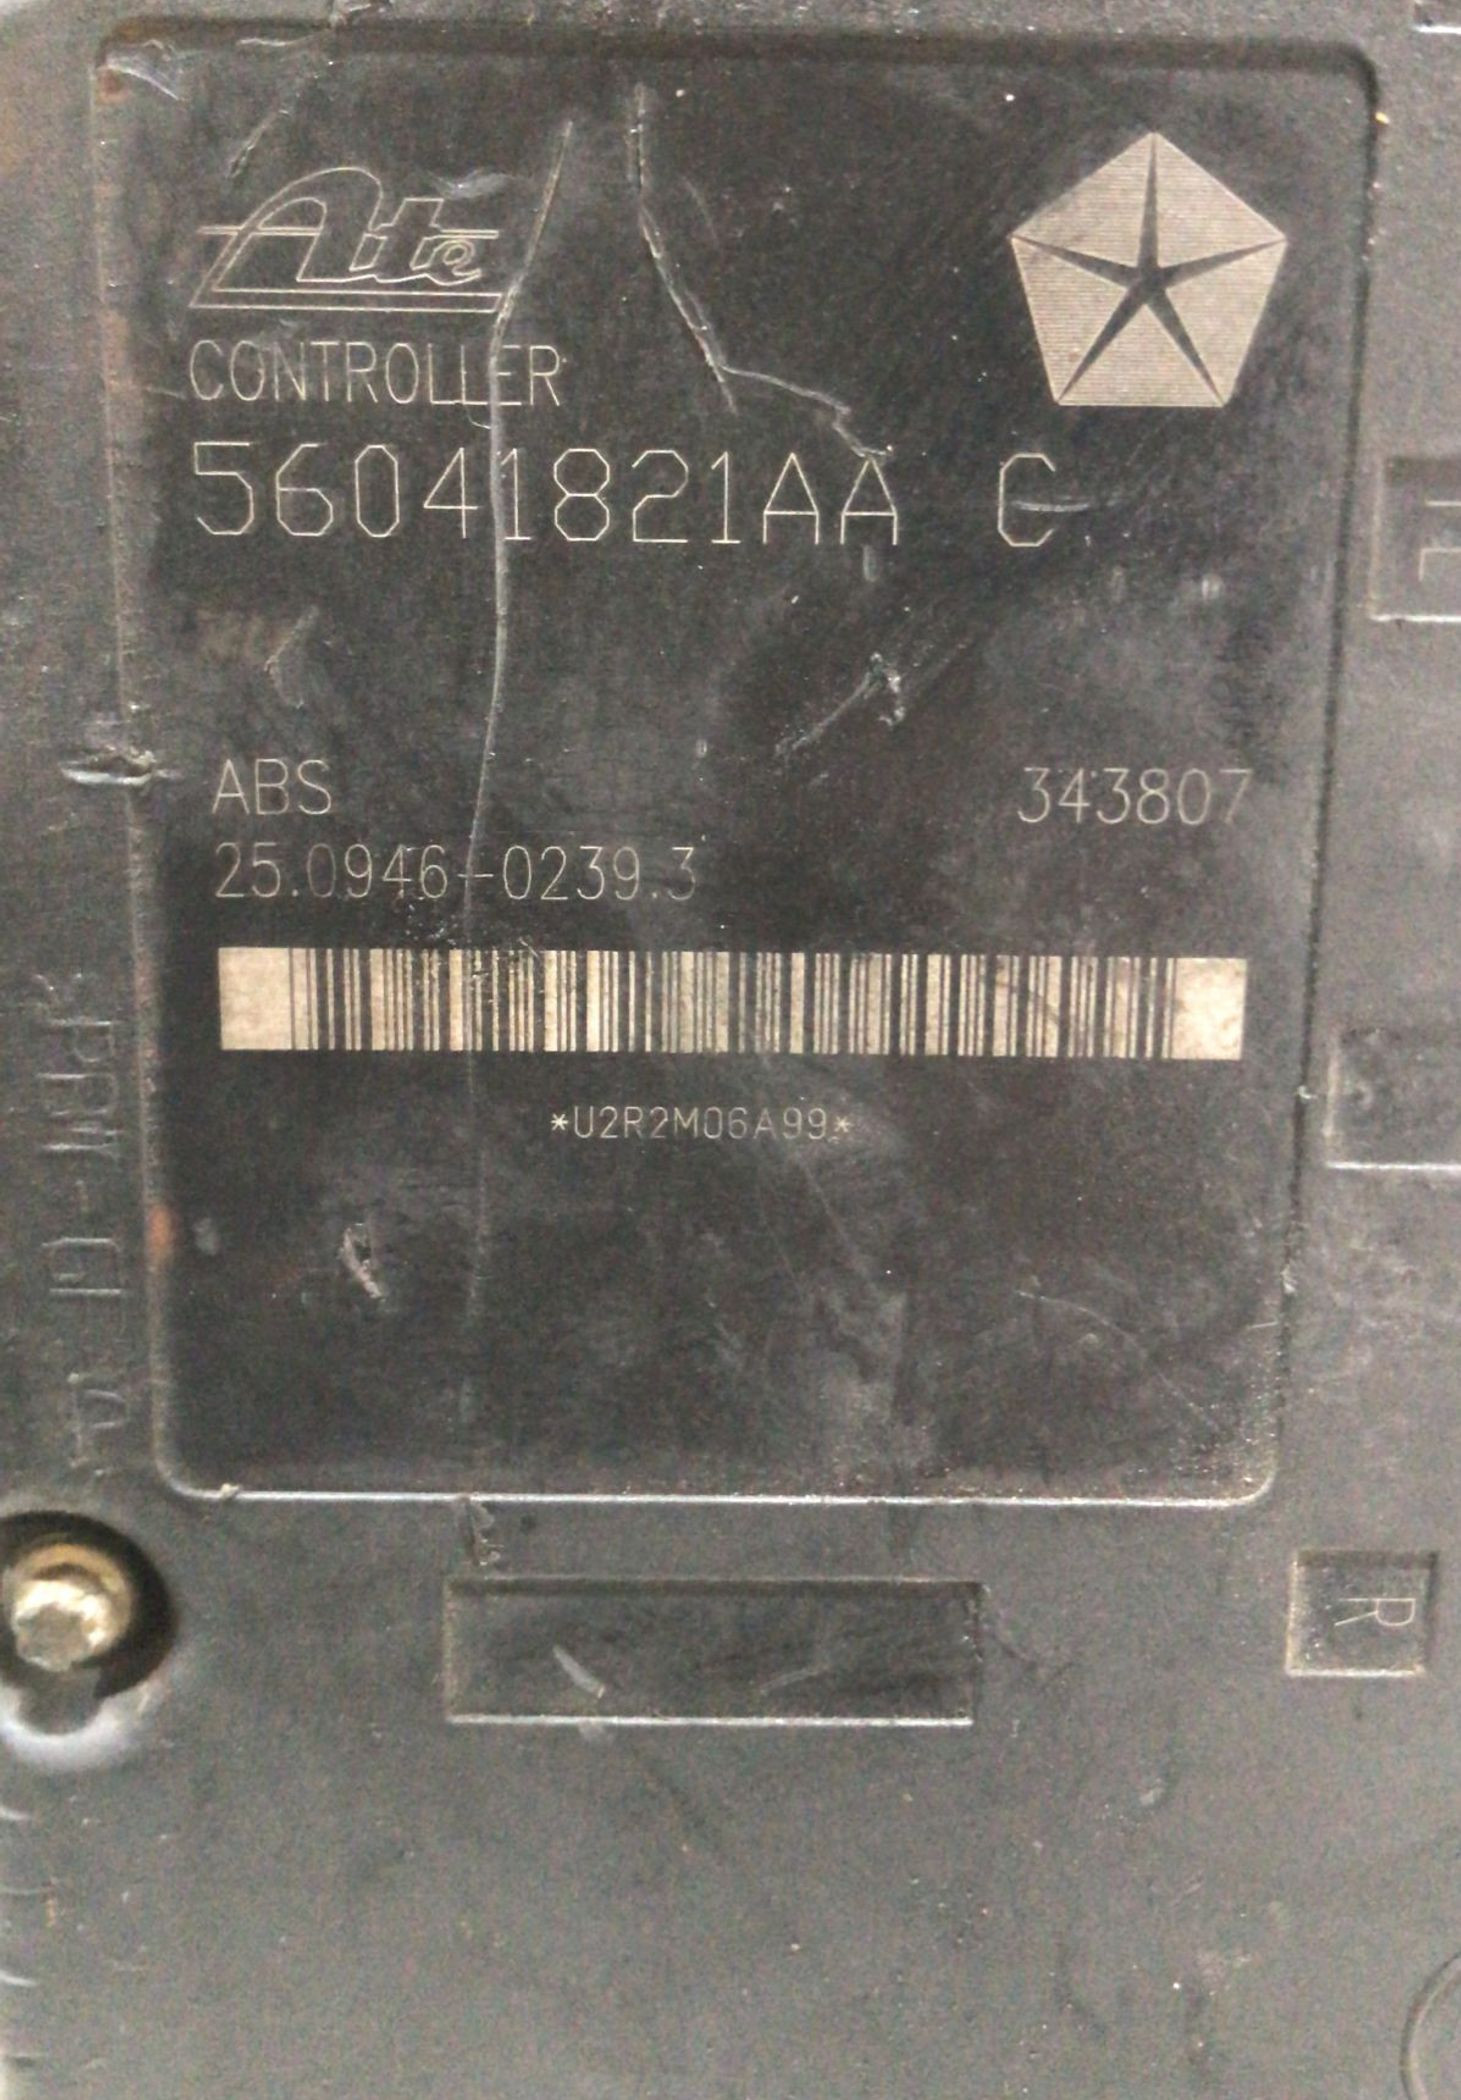 Ate
CONTROLLER
56041821AA C
ABS 343807
25.0946-0239.3
*U2R2M06A99*
R